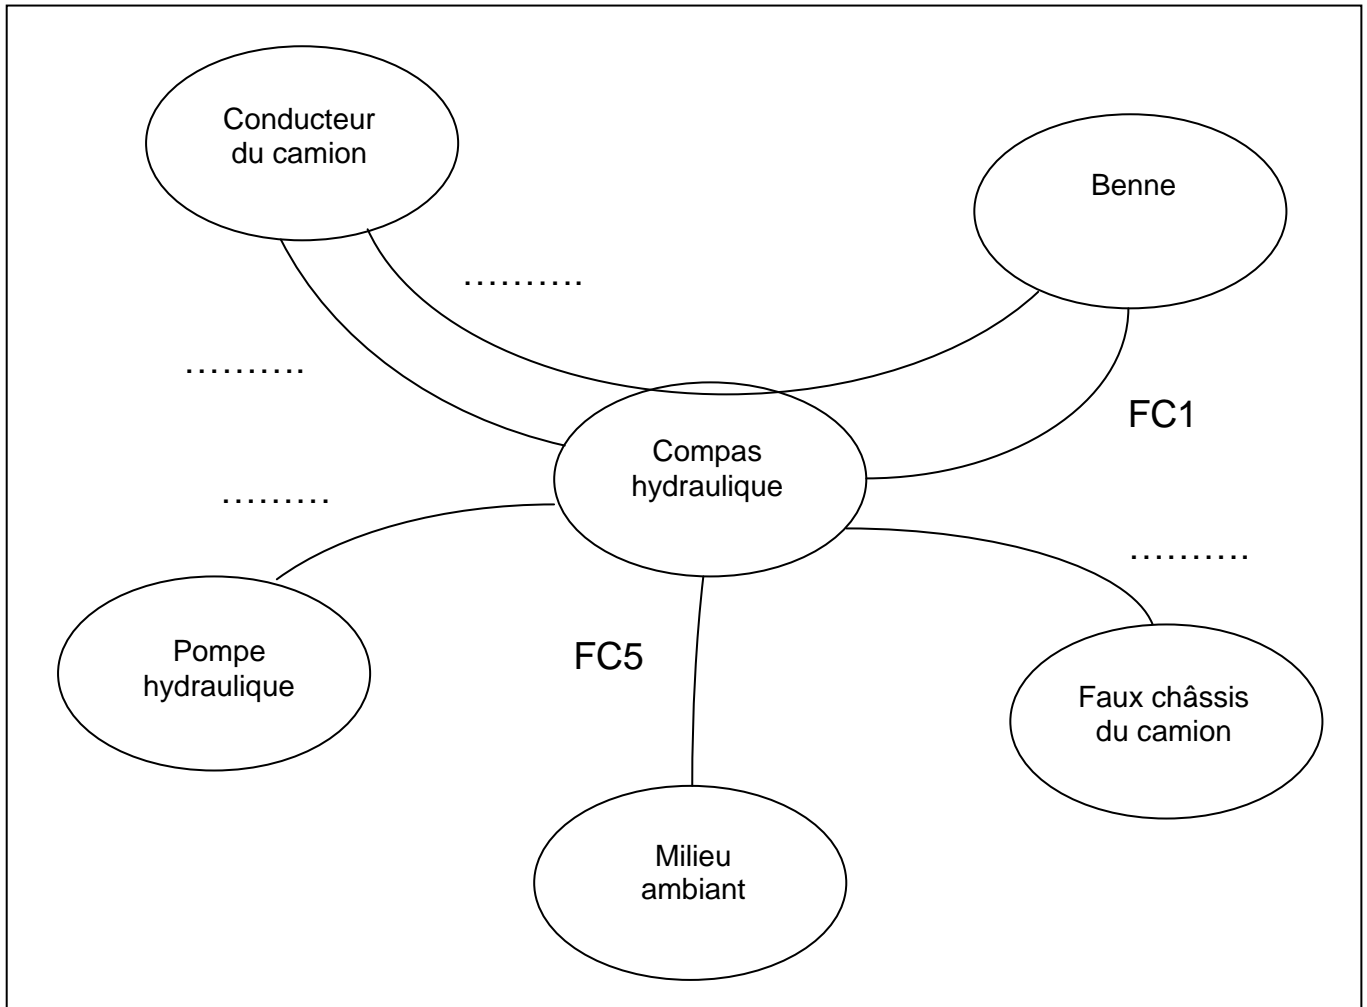 Conducteur
du camion
Benne
..........
..........
FC1
Compas
hydraulique
.........
..........
Pompe
hydraulique
FC5
Faux châssis
du camion
Milieu
ambiant